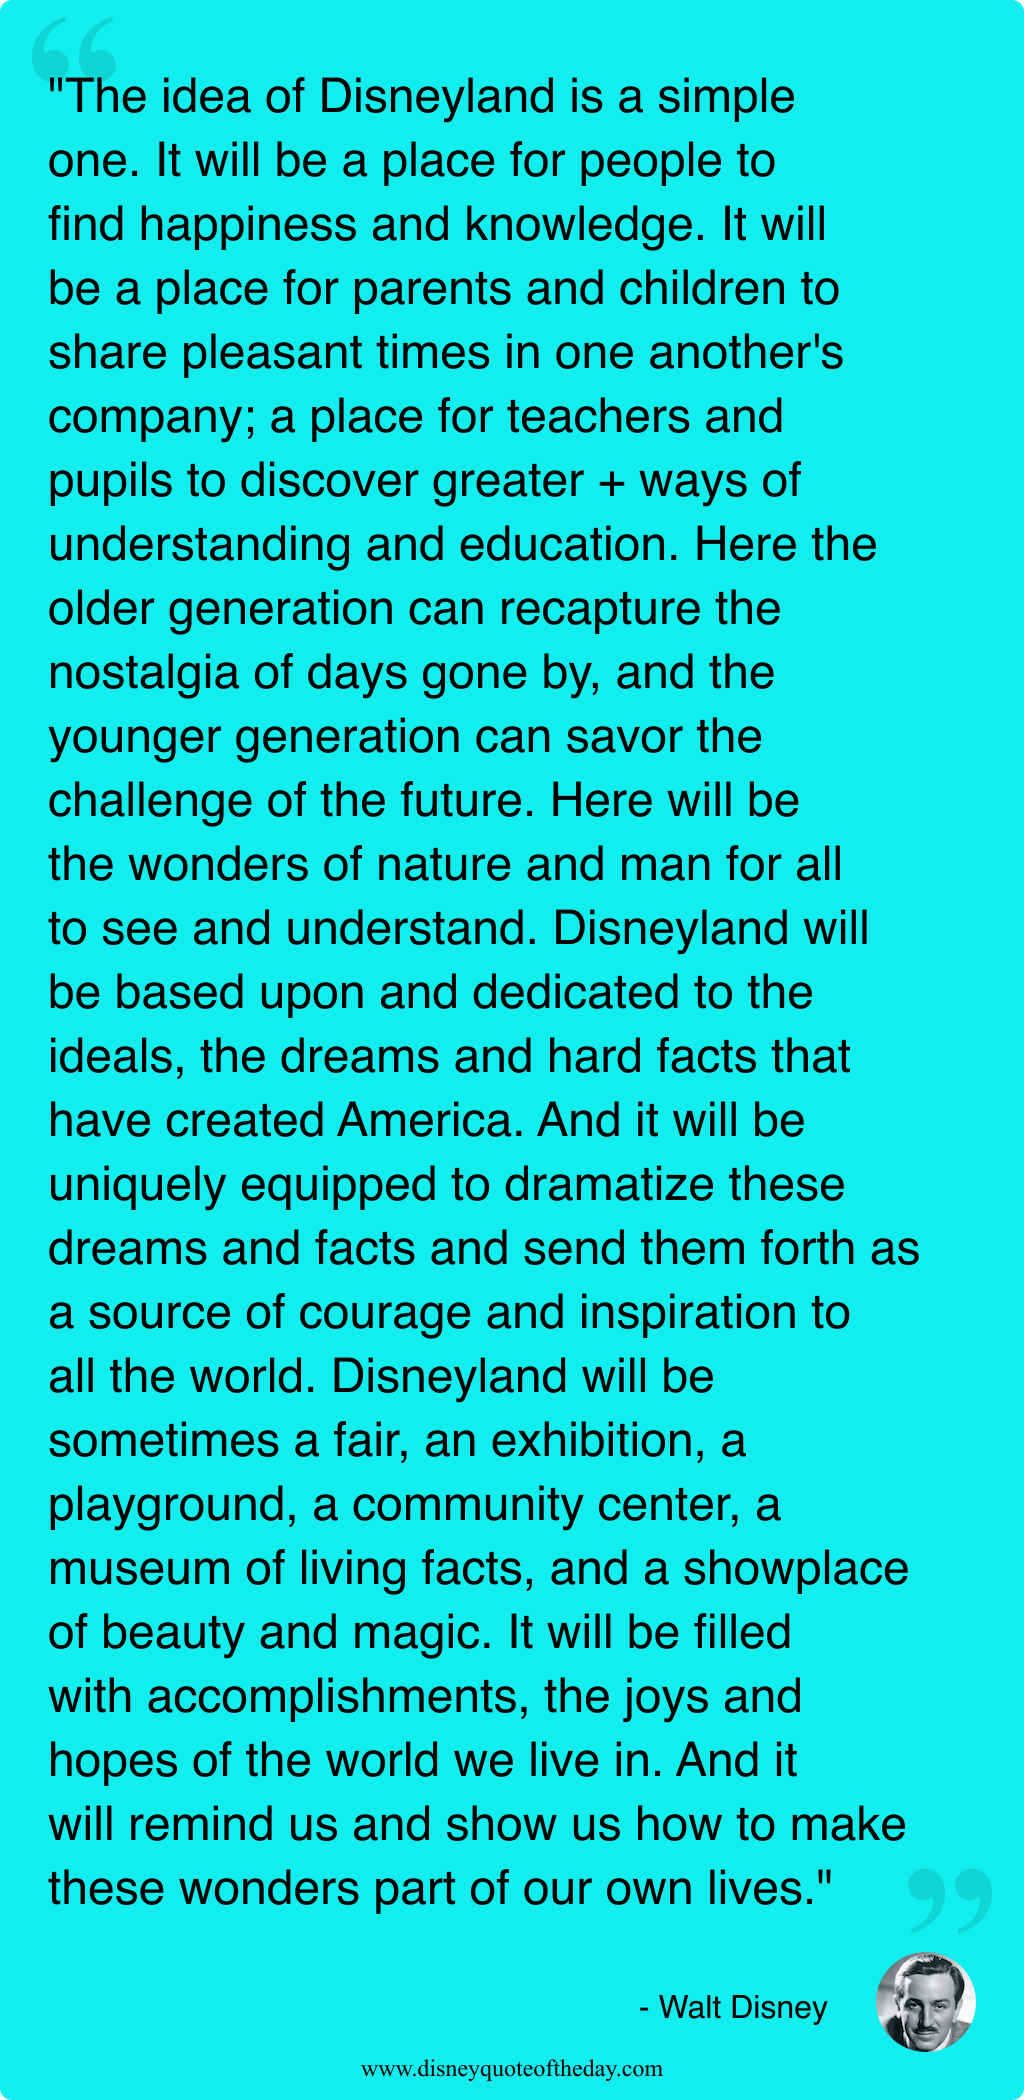 "The idea of Disneyland is a simple
one. It will be a place for people to
find happiness and knowledge. It will
be a place for parents and children to
share pleasant times in one another's
company; a place for teachers and
pupils to discover greater + ways of
understanding and education. Here the
older generation can recapture the
nostalgia of days gone by, and the
younger generation can savor the
challenge of the future. Here will be
the wonders of nature and man for all
to see and understand. Disneyland will
be based upon and dedicated to the
ideals, the dreams and hard facts that
have created America. And it will be
uniquely equipped to dramatize these
dreams and facts and send them forth as
a source of courage and inspiration to
all the world. Disneyland will be
sometimes a fair, an exhibition, a
playground, a community center, a
museum of living facts, and a showplace
of beauty and magic. It will be filled
with accomplishments, the joys and
hopes of the world we live in. And it
will remind us and show us how to make
these wonders part of our own lives."
- Walt Disney
www.disneyquoteoftheday.com